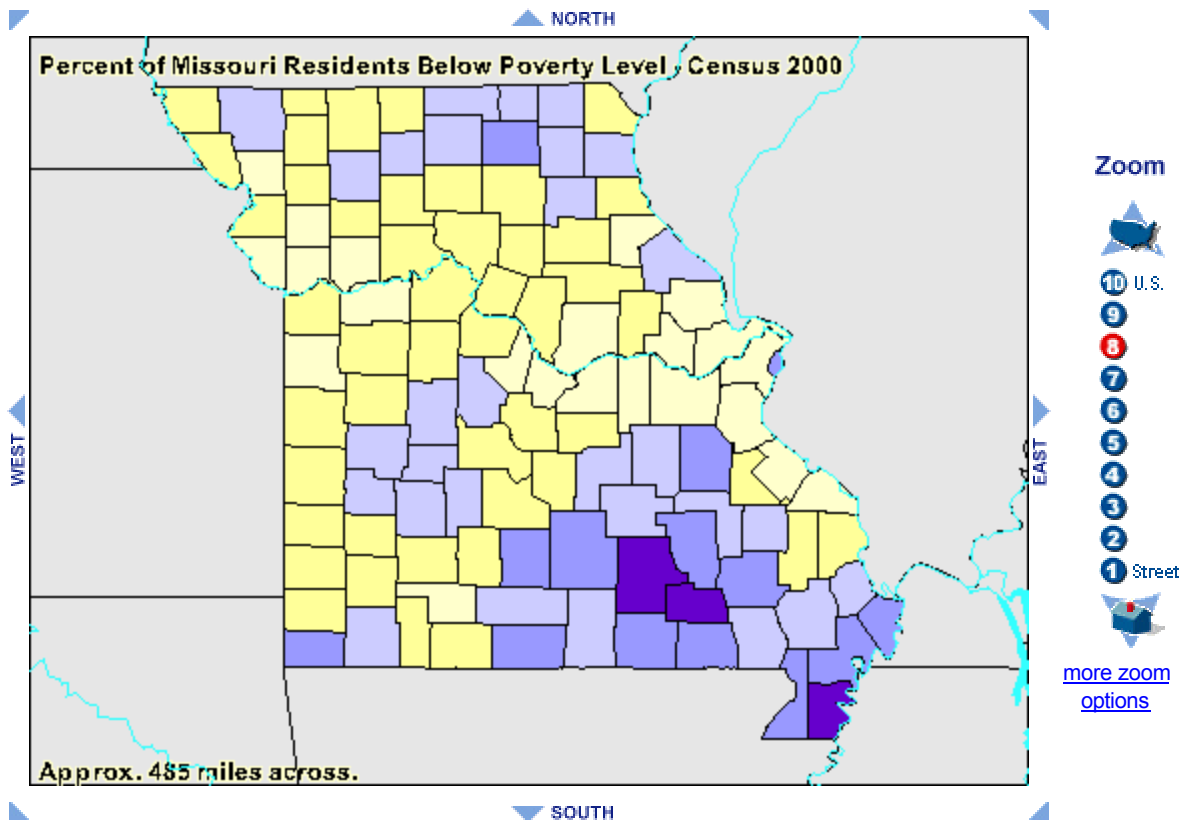 NORTH
Percent of Missouri Residents Below Poverty Level - Census 2000
Zoom
10 U.S.
9
8
7
6
5
4
3
2
1 Street
more zoom
options
WEST
EAST
Approx. 485 miles across.
SOUTH